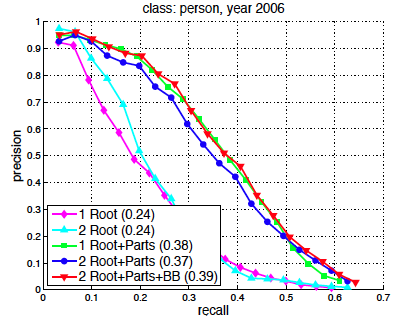 class: person, year 2006
1
0.9
0.8
0.7
0.6
0.5
0.4
0.3
0.2
0.1
0
precision
1 Root (0.24)
2 Root (0.24)
1 Root+Parts (0.38)
2 Root+Parts (0.37)
2 Root+Parts+BB (0.39)
0 0.1 0.2 0.3 0.4 0.5 0.6 0.7
recall